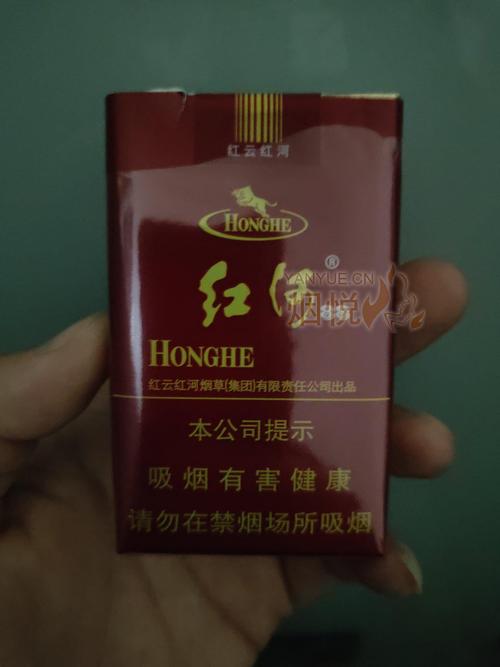 红云红河
HONGHE
®
红河88
YANYUE.CN
烟悦
HONGHE
红云红河烟草(集团)有限责任公司出品
本公司提示
吸烟有害健康
请勿在禁烟场所吸烟